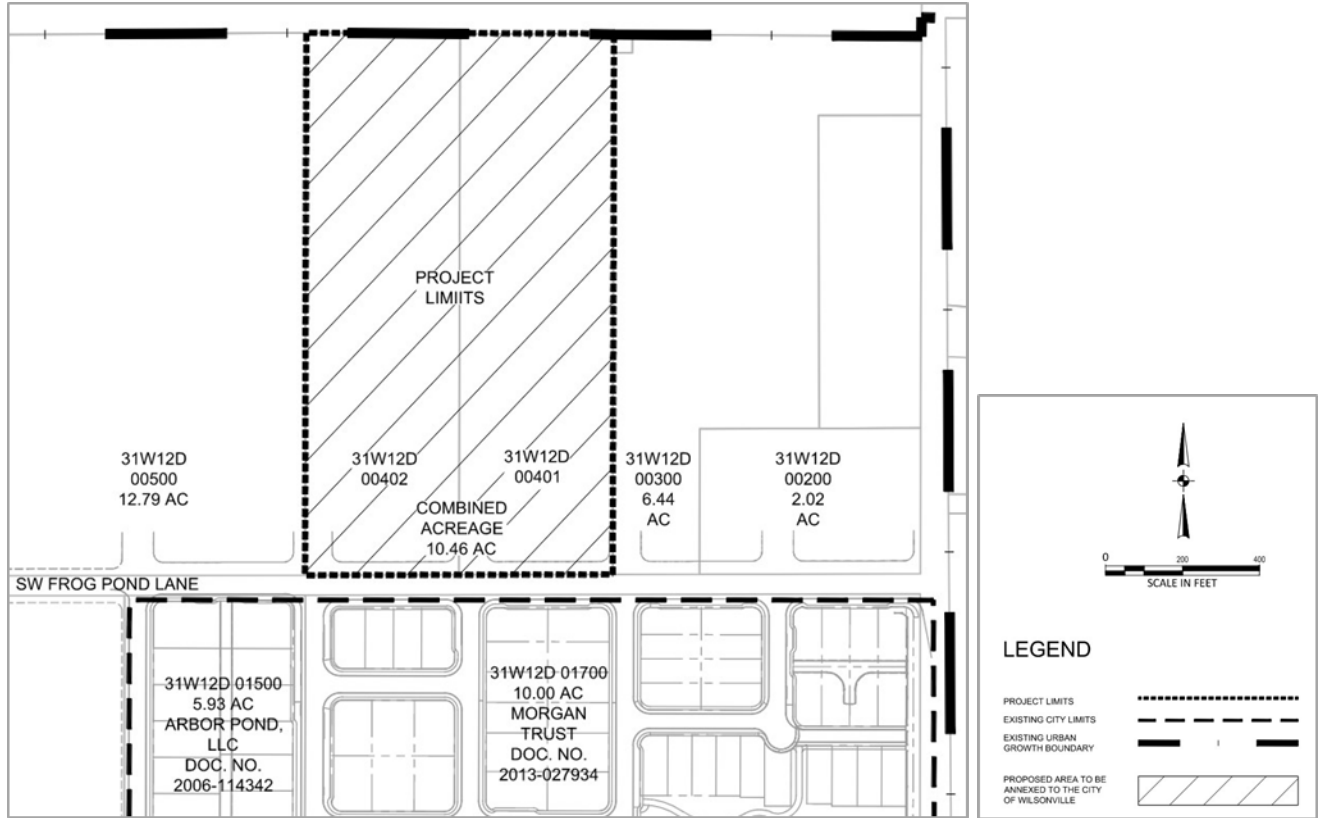 PROJECT
LIMIITS
31W12D
00500
12.79 AC
31W12D
00402
31W12D
00401
COMBINED
ACREAGE
10.46 AC
31W12D
00300
6.44
AC
31W12D
00200
2.02
AC
SW FROG POND LANE
31W12D 01500
5.93 AC
ARBOR POND,
LLC
DOC. NO.
2006-114342
31W12D 01700
10.00 AC
MORGAN
TRUST
DOC. NO.
2013-027934
0 200 400
SCALE IN FEET
LEGEND
PROJECT LIMITS
EXISTING CITY LIMITS
EXISTING URBAN
GROWTH BOUNDARY
PROPOSED AREA TO BE
ANNEXED TO THE CITY
OF WILSONVILLE